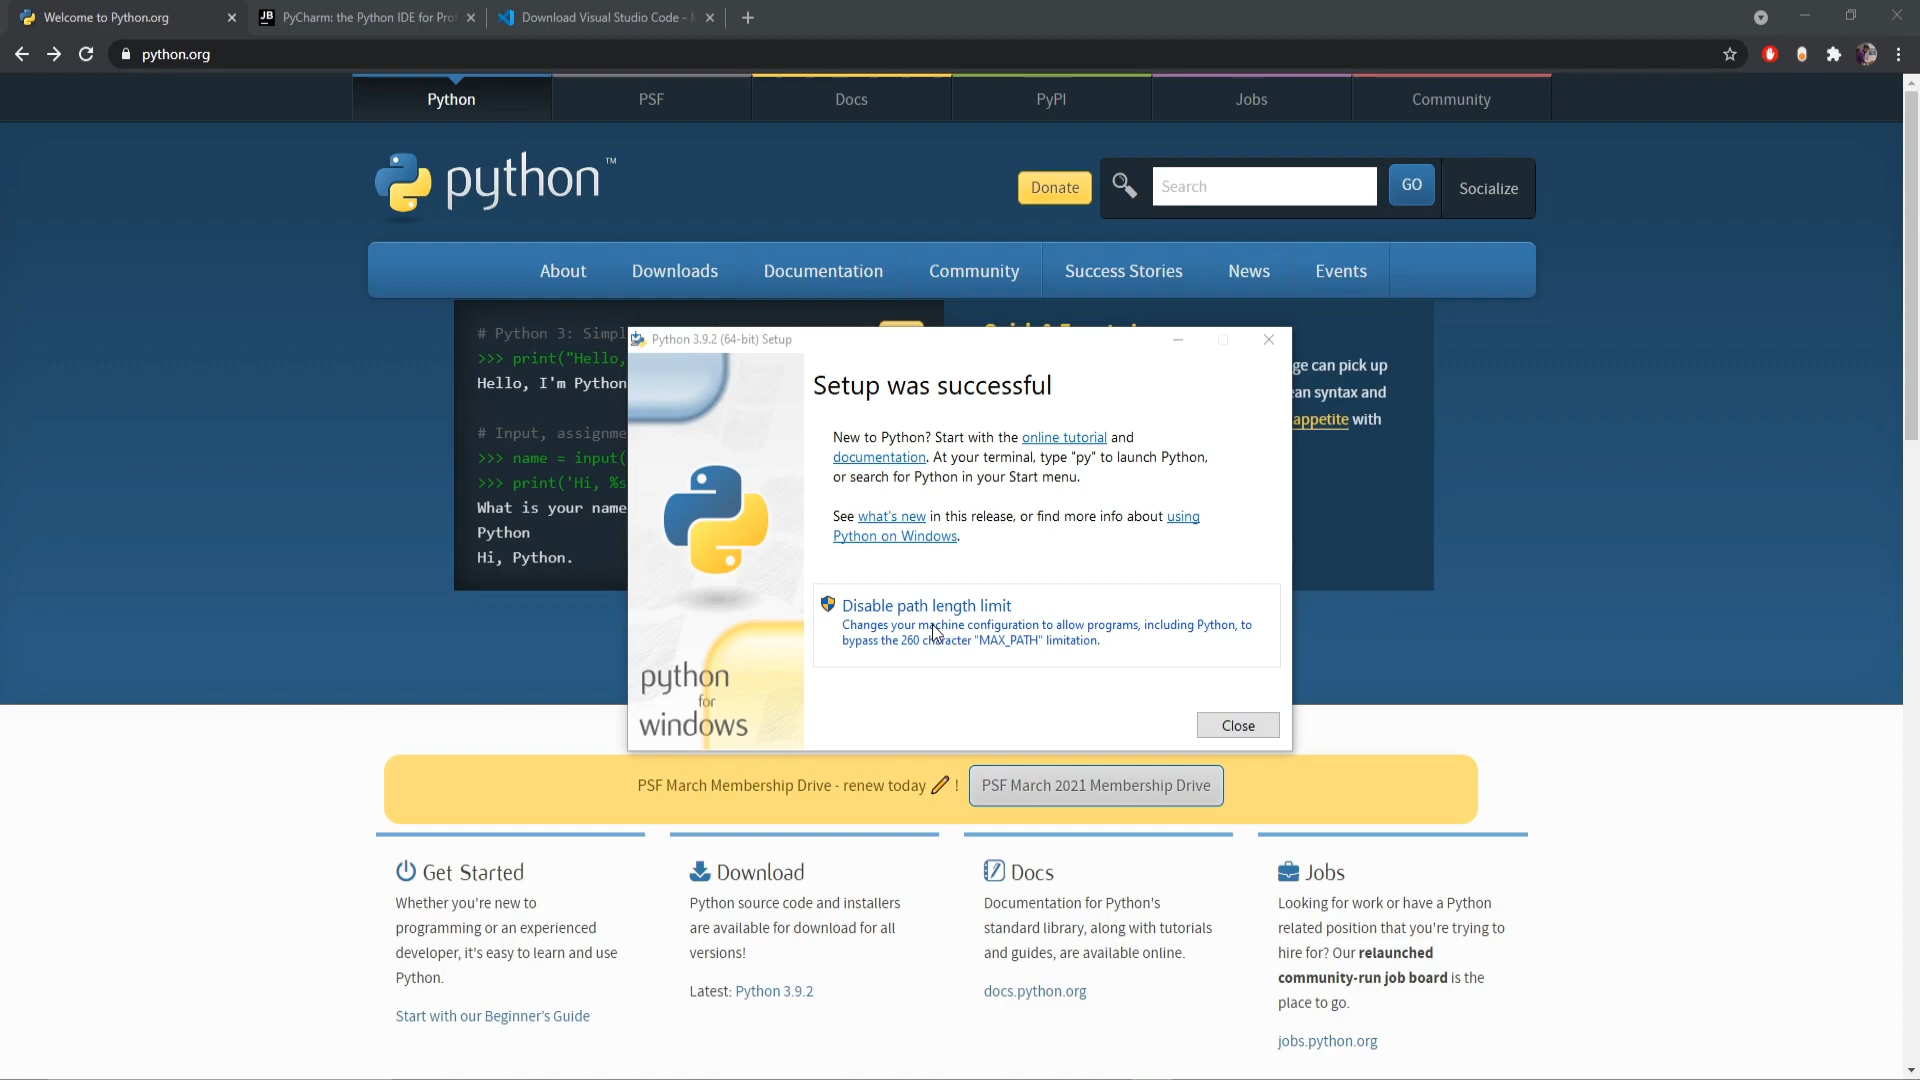 Welcome to Python.org
JB PyCharm: the Python IDE for Prof
Download Visual Studio Code -
python.org
Python
PSF
Docs
PyPI
Jobs
Community
python™
Donate
Search
GO
Socialize
About
Downloads
Documentation
Community
Success Stories
News
Events
# Python 3: Simpl
>>> print("Hello,
Hello, I'm Python
# Input, assignme
>>> name = input(
>>> print('Hi, %s
What is your name
Python
Hi, Python.
ge can pick up
an syntax and
appetite with
Python 3.9.2 (64-bit) Setup
Setup was successful
New to Python? Start with the online tutorial and
documentation. At your terminal, type "py" to launch Python,
or search for Python in your Start menu.
See what's new in this release, or find more info about using
Python on Windows.
Disable path length limit
Changes your machine configuration to allow programs, including Python, to
bypass the 260 character "MAX_PATH" limitation.
python
for
windows
Close
PSF March Membership Drive - renew today !
PSF March 2021 Membership Drive
Get Started
Whether you're new to
programming or an experienced
developer, it's easy to learn and use
Python.
Start with our Beginner's Guide
Download
Python source code and installers
are available for download for all
versions!
Latest: Python 3.9.2
Docs
Documentation for Python's
standard library, along with tutorials
and guides, are available online.
docs.python.org
Jobs
Looking for work or have a Python
related position that you're trying to
hire for? Our relaunched
community-run job board is the
place to go.
jobs.python.org